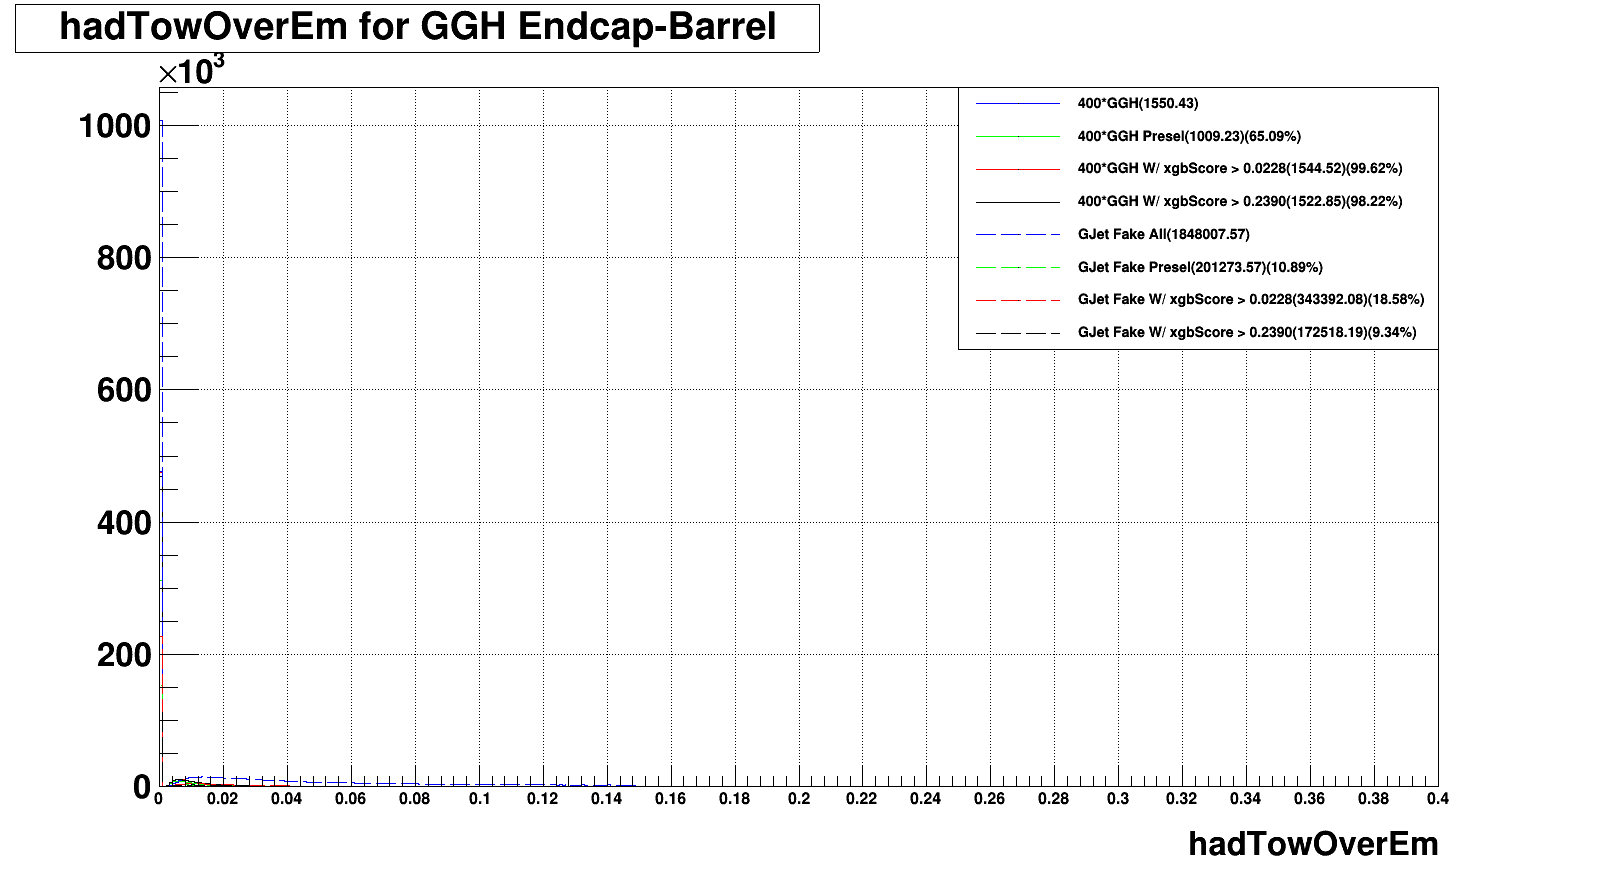 hadTowOverEm for GGH Endcap-Barrel
×10³
1000
800
600
400
200
0
400*GGH(1550.43)
400*GGH Presel(1009.23)(65.09%)
400*GGH W/ xgbScore > 0.0228(1544.52)(99.62%)
400*GGH W/ xgbScore > 0.2390(1522.85)(98.22%)
GJet Fake All(1848007.57)
GJet Fake Presel(201273.57)(10.89%)
GJet Fake W/ xgbScore > 0.0228(343392.08)(18.58%)
GJet Fake W/ xgbScore > 0.2390(172518.19)(9.34%)
0 0.02 0.04 0.06 0.08 0.1 0.12 0.14 0.16 0.18 0.2 0.22 0.24 0.26 0.28 0.3 0.32 0.34 0.36 0.38 0.4
hadTowOverEm